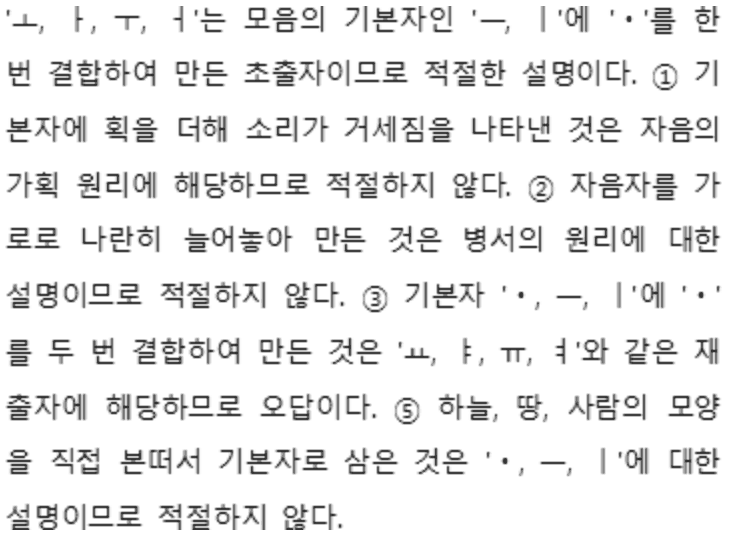 'ㅗ, ㅏ, ㅜ, ㅓ'는 모음의 기본자인 'ㅡ, ㅣ'에 '•'를 한
번 결합하여 만든 초출자이므로 적절한 설명이다. ① 기
본자에 획을 더해 소리가 거세짐을 나타낸 것은 자음의
가획 원리에 해당하므로 적절하지 않다. ② 자음자를 가
로로 나란히 늘어놓아 만든 것은 병서의 원리에 대한
설명이므로 적절하지 않다. ③ 기본자 '•, ㅡ, ㅣ'에 '•'
를 두 번 결합하여 만든 것은 'ㅛ, ㅑ, ㅠ, ㅕ'와 같은 재
출자에 해당하므로 오답이다. ⑤ 하늘, 땅, 사람의 모양
을 직접 본떠서 기본자로 삼은 것은 '•, ㅡ, ㅣ'에 대한
설명이므로 적절하지 않다.